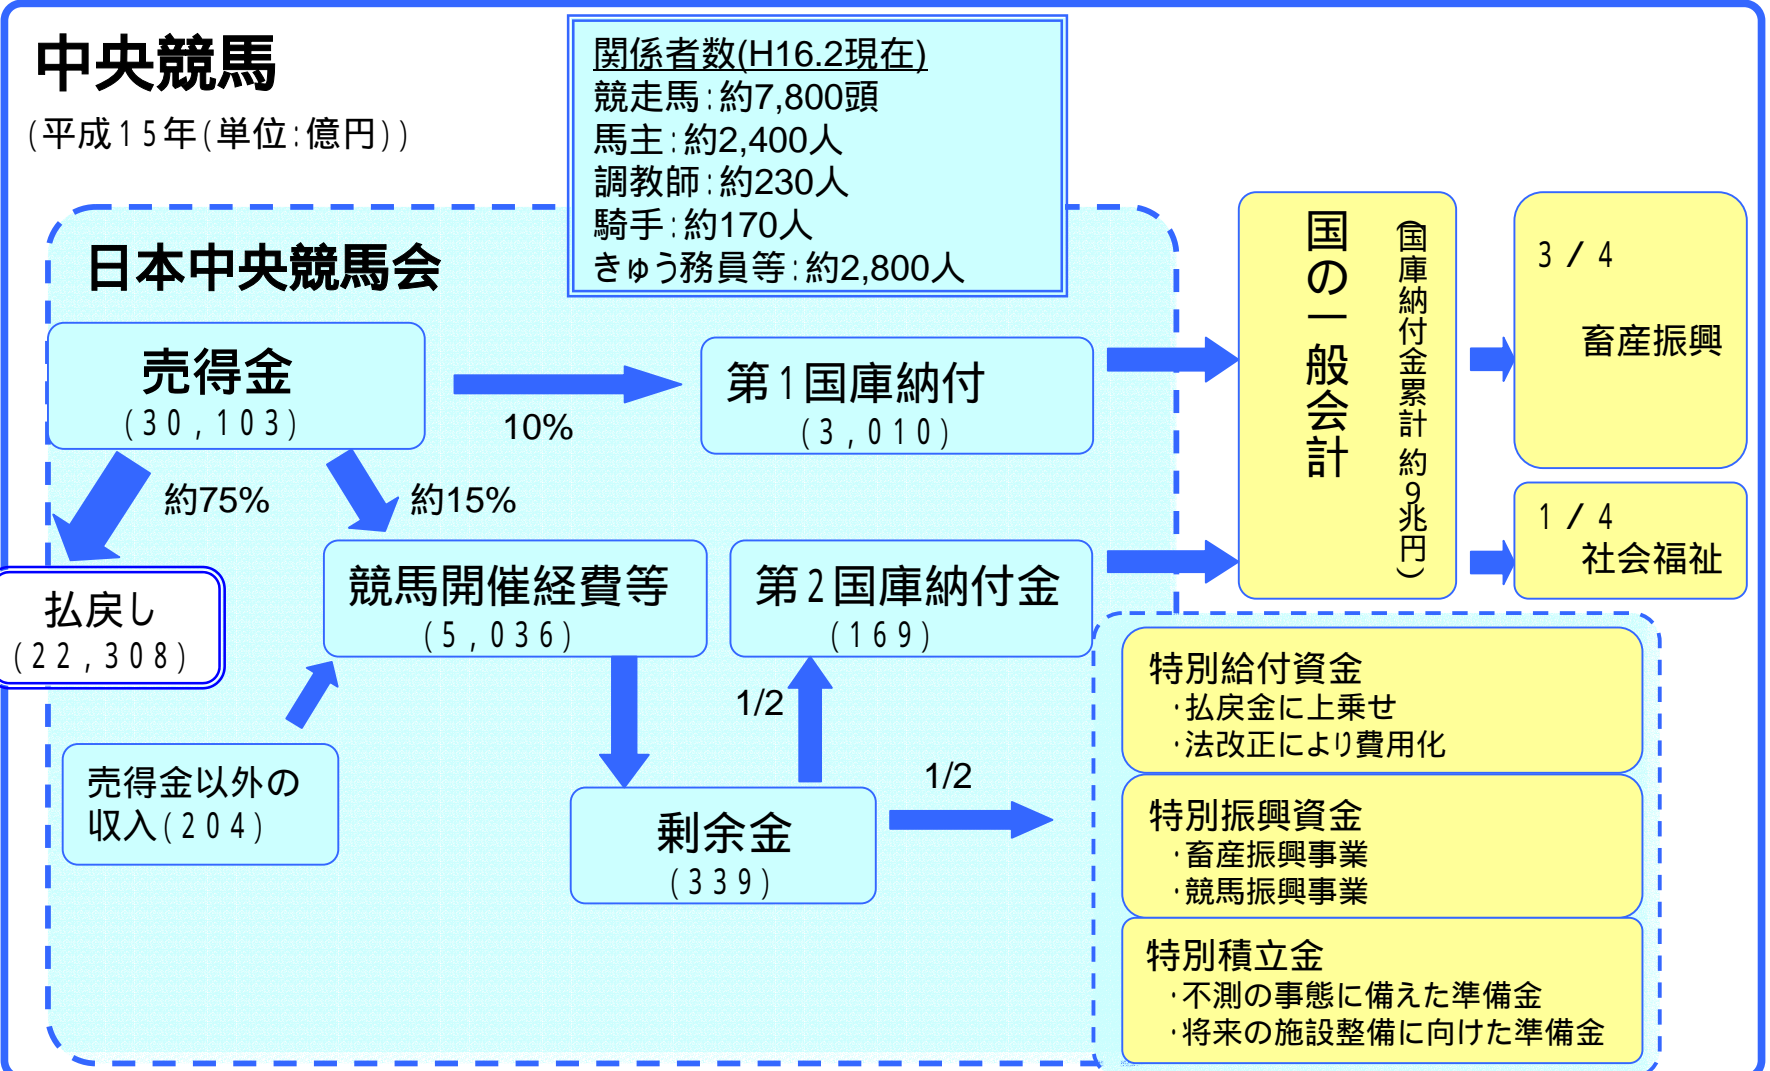 中央競馬
(平成15年(単位:億円))
関係者数(H16.2現在)
競走馬:約7,800頭
馬主:約2,400人
調教師:約230人
騎手:約170人
きゅう務員等:約2,800人
日本中央競馬会
売得金
(30,103)
10%
第1国庫納付
(3,010)
約75%
約15%
払戻し
(22,308)
競馬開催経費等
(5,036)
第2国庫納付金
(169)
売得金以外の
収入(204)
1/2
剰余金
(339)
1/2
国の一般会計
(国庫納付金累計 約9兆円)
3/4
畜産振興
1/4
社会福祉
特別給付資金
・払戻金に上乗せ
・法改正により費用化
特別振興資金
・畜産振興事業
・競馬振興事業
特別積立金
・不測の事態に備えた準備金
・将来の施設整備に向けた準備金